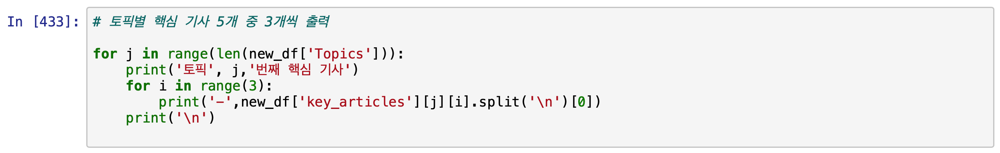 In [433]:
# 토픽별 핵심 기사 5개 중 3개씩 출력
for j in range(len(new_df['Topics'])):
    print('토픽', j,'번째 핵심 기사')
    for i in range(3):
        print('-',new_df['key_articles'][j][i].split('\n')[0])
    print('\n')